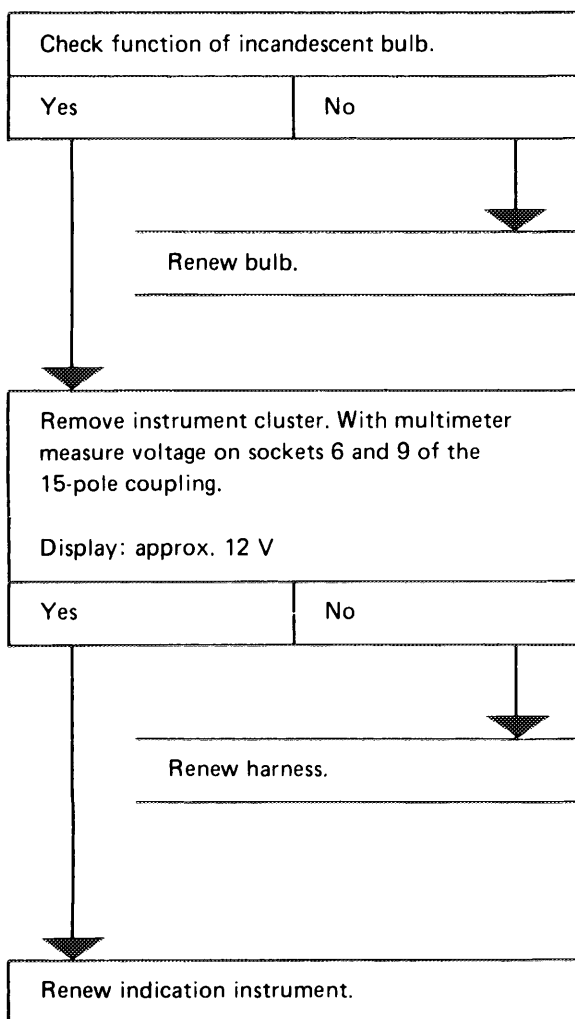 Check function of incandescent bulb.
Yes
No
Renew bulb.
Remove instrument cluster. With multimeter
measure voltage on sockets 6 and 9 of the
15-pole coupling.
Display: approx. 12 V
Yes
No
Renew harness.
Renew indication instrument.